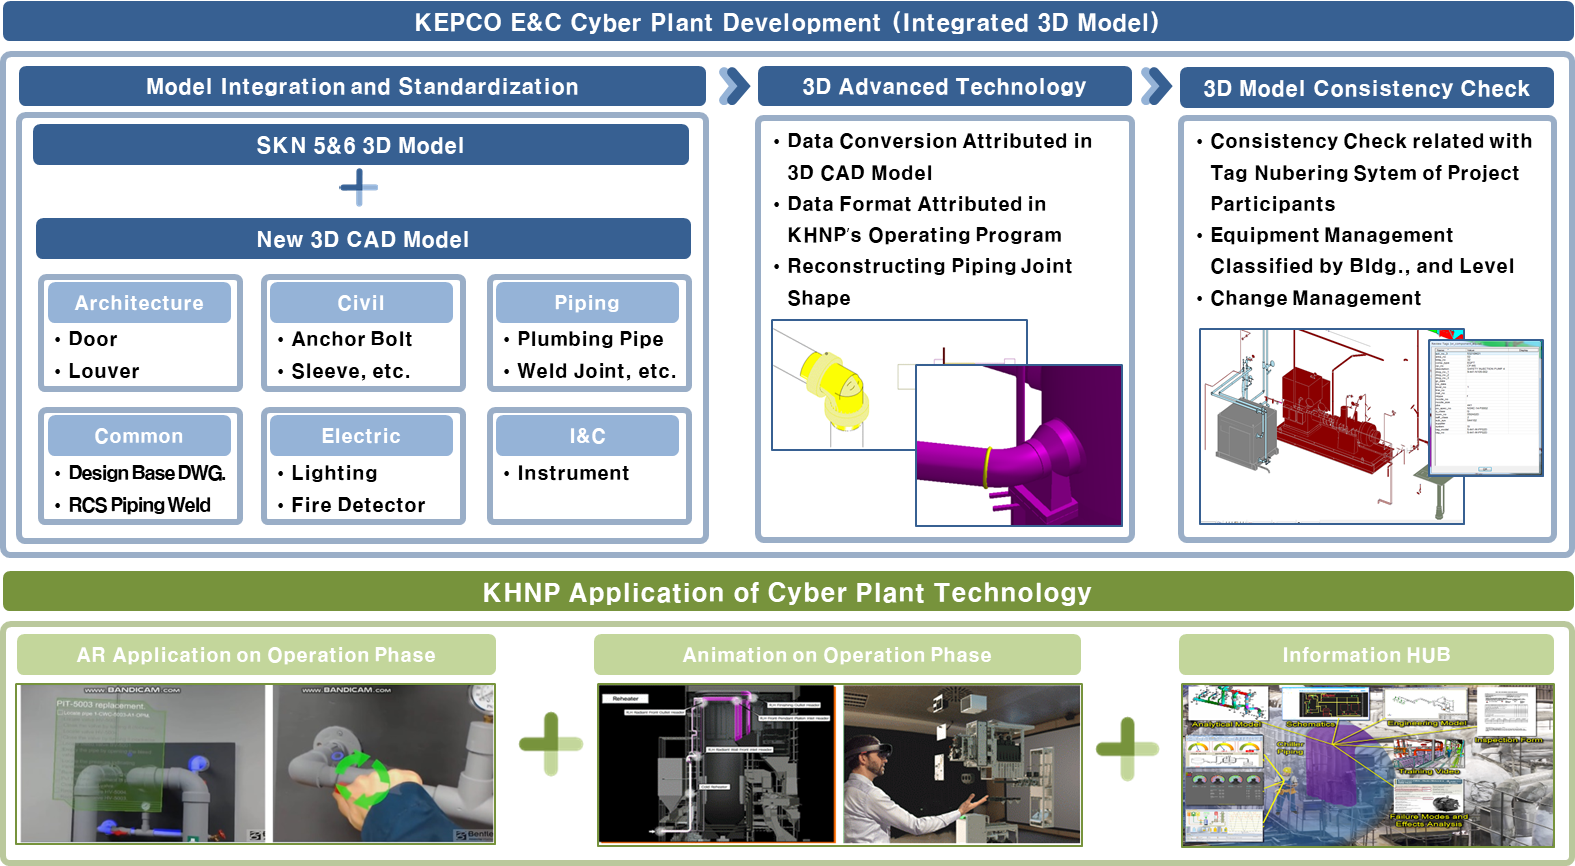 KEPCO E&C Cyber Plant Development (Integrated 3D Model)
Model Integration and Standardization
SKN 5&6 3D Model
New 3D CAD Model
Architecture
• Door
• Louver
Civil
• Anchor Bolt
• Sleeve, etc.
Piping
• Plumbing Pipe
• Weld Joint, etc.
Common
• Design Base DWG.
• RCS Piping Weld
Electric
• Lighting
• Fire Detector
I&C
• Instrument
3D Advanced Technology
• Data Conversion Attributed in
3D CAD Model
• Data Format Attributed in
KHNP's Operating Program
• Reconstructing Piping Joint
Shape
3D Model Consistency Check
• Consistency Check related with
Tag Nubering Sytem of Project
Participants
• Equipment Management
Classified by Bldg., and Level
• Change Management
KHNP Application of Cyber Plant Technology
AR Application on Operation Phase
www.BANDICAM.com
PIT-5003 replacement.
www.BANDICAM.com
Animation on Operation Phase
Reheater
Information HUB
Analytical Model
Schematics
Engineering Model
Inspection Form
Chiller
Piping
Training Video
Failure Modes and
Effects Analysis